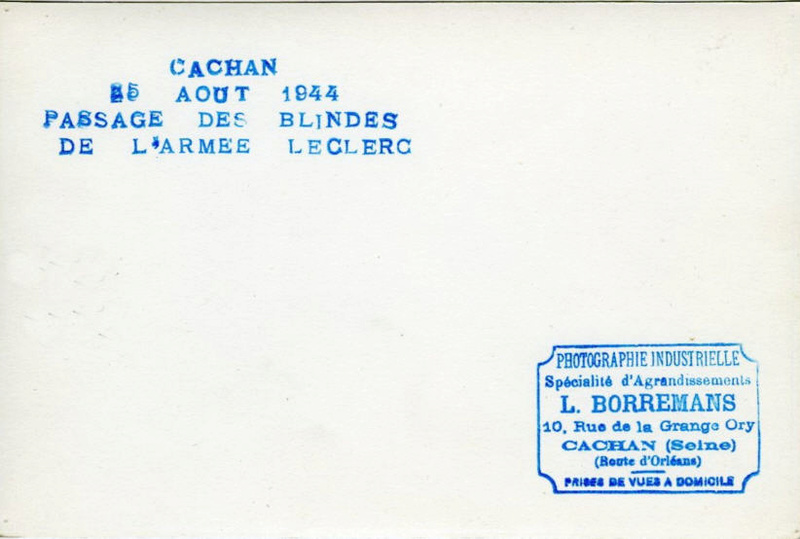 CACHAN
25 AOUT 1944
PASSAGE DES BLINDES
DE L'ARMEE LECLERC
PHOTOGRAPHIE INDUSTRIELLE
Spécialité d'Agrandissements
L. BORREMANS
10, Rue de la Grange Ory
CACHAN (Seine)
(Route d'Orléans)
PRISES DE VUES A DOMICILE